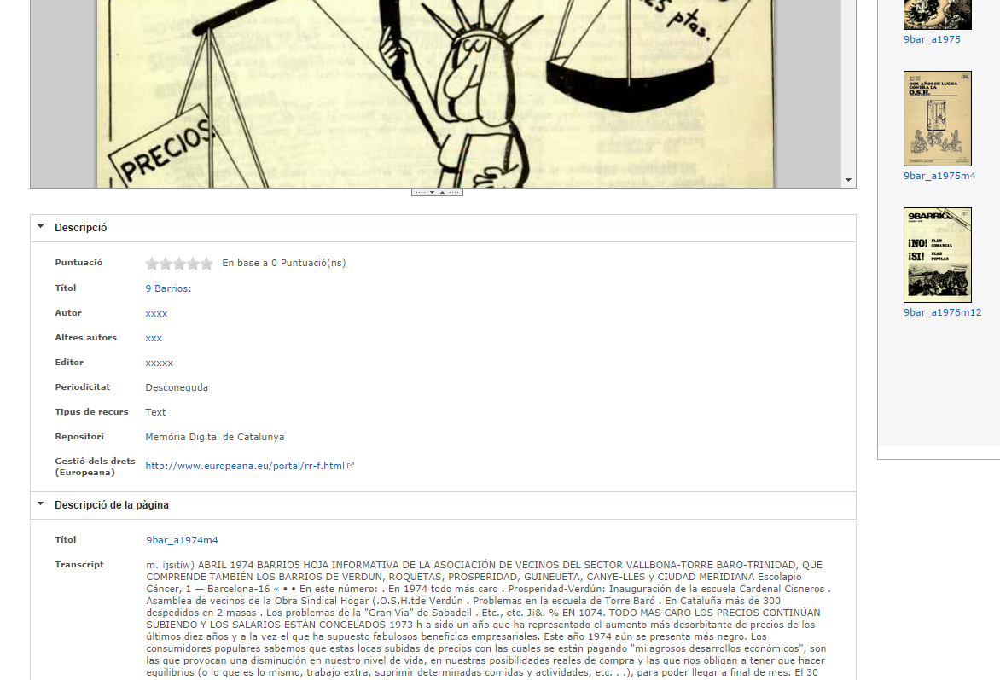 25 ptas.
PRECIOS
Descripció
Puntuació
En base a 0 Puntuació(ns)
Títol
9 Barrios:
Autor
xxxx
Altres autors
xxx
Editor
xxxxx
Periodicitat
Desconeguda
Tipus de recurs
Text
Repositori
Memòria Digital de Catalunya
Gestió dels drets
(Europeana)
http://www.europeana.eu/portal/rr-f.html
Descripció de la pàgina
Títol
9bar_a1974m4
Transcript
m. ijsitíw) ABRIL 1974 BARRIO5 HOJA INFORMATIVA DE LA ASOCIACIÓN DE VECINOS DEL SECTOR VALLBONA-TORRE BARO-TRINIDAD, QUE
COMPRENDE TAMBIÉN LOS BARRIOS DE VERDUN, ROQUETAS, PROSPERIDAD, GUINEUETA, CANYE-LLES y CIUDAD MERIDIANA Escolapio
Cáncer, 1 — Barcelona-16 « • • En este número: . En 1974 todo más caro . Prosperidad-Verdún: Inauguración de la escuela Cardenal Cisneros .
Asamblea de vecinos de la Obra Sindical Hogar (.O.S.H.tde Verdún . Problemas en la escuela de Torre Baró . En Cataluña más de 300
despedidos en 2 masas . Los problemas de la "Gran Via" de Sabadell . Etc., etc. Ji&. % EN 1074. TODO MAS CARO LOS PRECIOS CONTINÚAN
SUBIENDO Y LOS SALARIOS ESTÁN CONGELADOS 1973 h a sido un año que ha representado el aumento más desorbitante de precios de los
últimos diez años y a la vez el que ha supuesto fabulosos beneficios empresariales. Este año 1974 aún se presenta más negro. Los
consumidores populares sabemos que estas locas subidas de precios con las cuales se están pagando "milagrosos desarrollos económicos", son
las que provocan una disminución en nuestro nivel de vida, en nuestras posibilidades reales de compra y las que nos obligan a tener que hacer
equilibrios (o lo que es lo mismo, trabajo extra, suprimir determinadas comidas y actividades, etc. . .), para poder llegar a final de mes. El 30
9bar_a1975
DOS AÑOS DE LUCHA
CONTRA LA
O.S.H.
9bar_a1975m4
9BARRIOS
¡NO! PLAN
COMARCAL
¡SI! PLAN
POPULAR
9bar_a1976m12